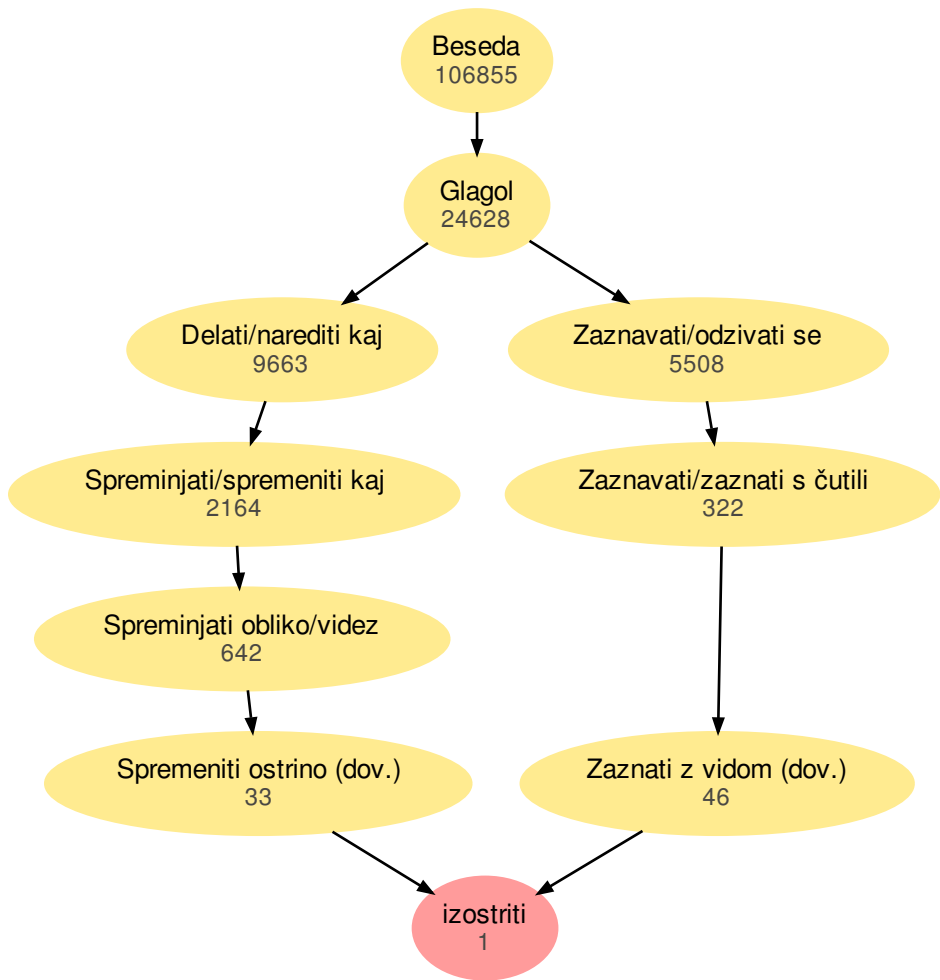 Beseda
106855
Glagol
24628
Delati/narediti kaj
9663
Zaznavati/odzivati se
5508
Spreminjati/spremeniti kaj
2164
Zaznavati/zaznati s čutili
322
Spreminjati obliko/videz
642
Spremeniti ostrino (dov.)
33
Zaznati z vidom (dov.)
46
izostriti
1